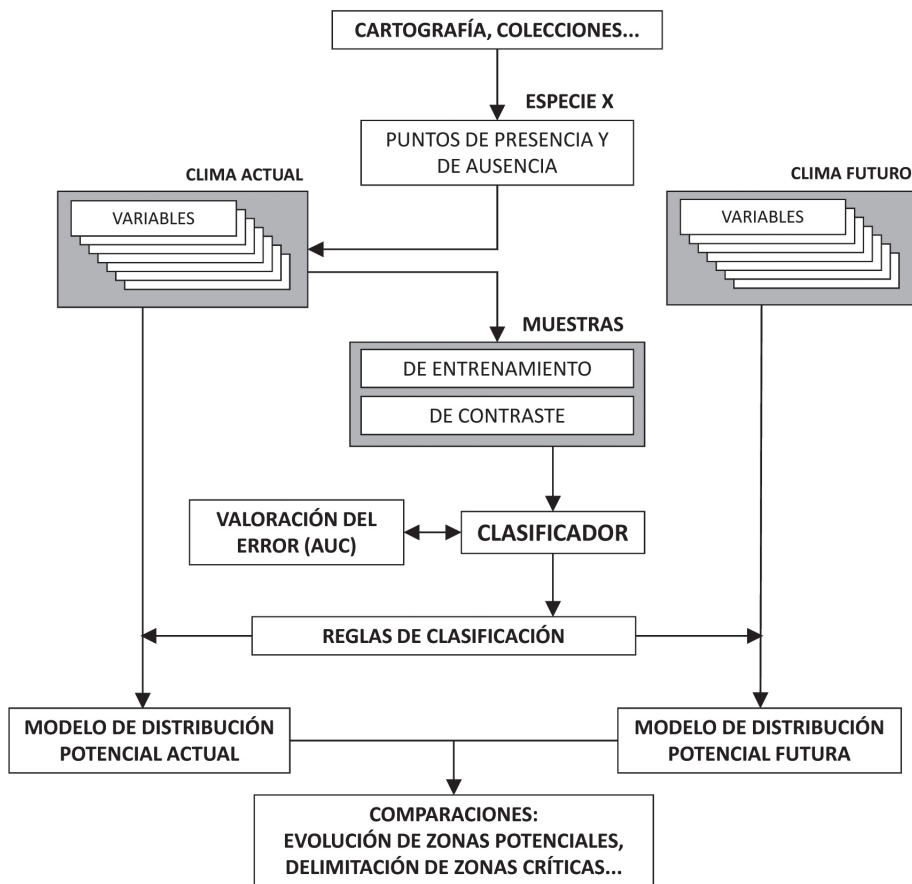 CARTOGRAFÍA, COLECCIONES...
ESPECIE X
PUNTOS DE PRESENCIA Y
DE AUSENCIA
CLIMA ACTUAL
VARIABLES
CLIMA FUTURO
VARIABLES
MUESTRAS
DE ENTRENAMIENTO
DE CONTRASTE
VALORACIÓN DEL
ERROR (AUC)
CLASIFICADOR
REGLAS DE CLASIFICACIÓN
MODELO DE DISTRIBUCIÓN
POTENCIAL ACTUAL
MODELO DE DISTRIBUCIÓN
POTENCIAL FUTURA
COMPARACIONES:
EVOLUCIÓN DE ZONAS POTENCIALES,
DELIMITACIÓN DE ZONAS CRÍTICAS...